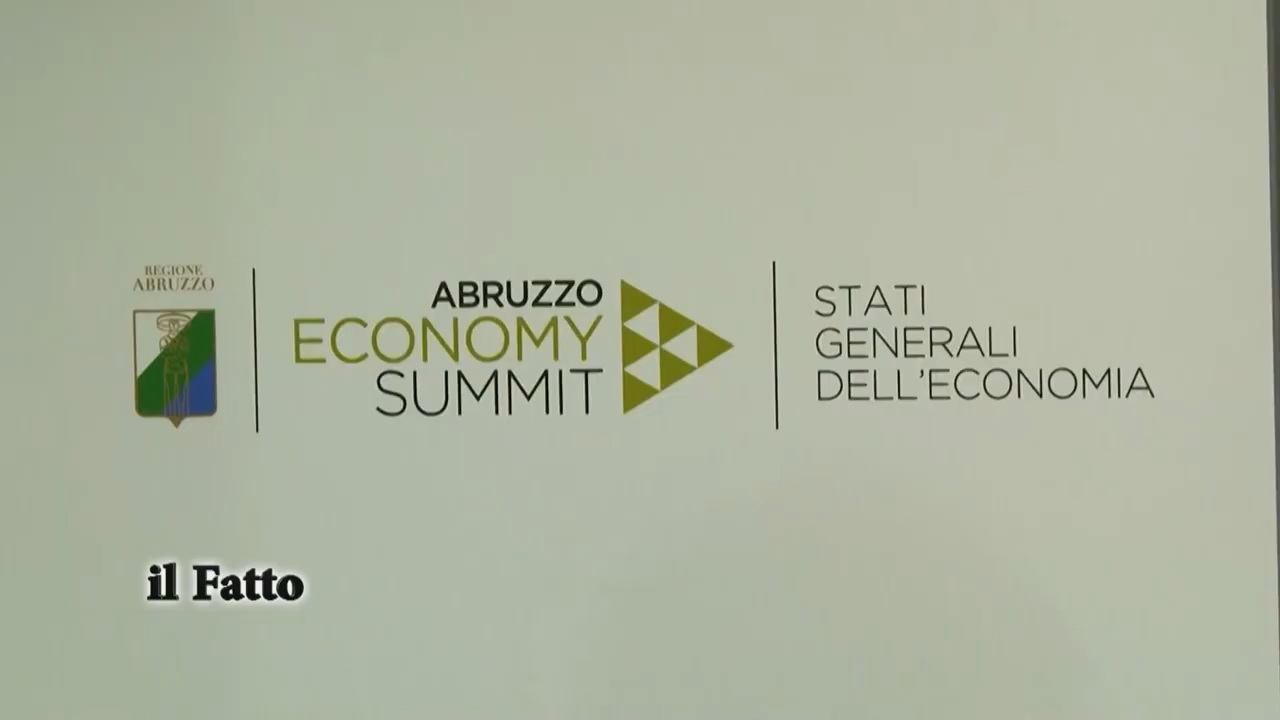 REGIONE
ABRUZZO
ABRUZZO
ECONOMY
SUMMIT
STATI
GENERALI
DELL'ECONOMIA
il Fatto